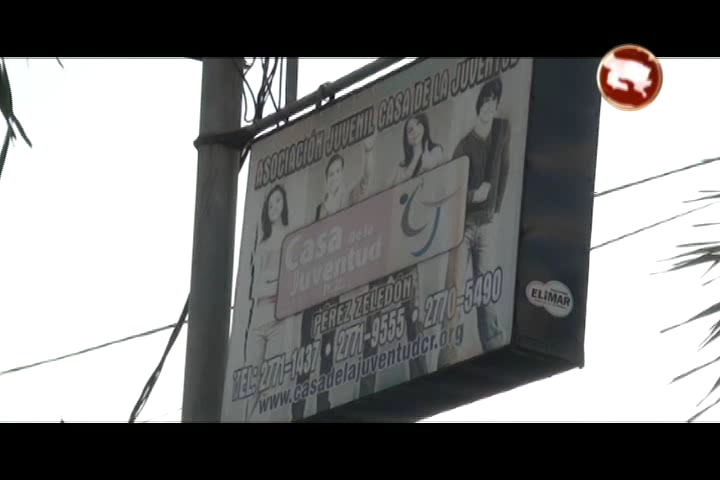 ASOCIACIÓN JUVENIL CASA DE LA JUVENTUD
Casa de la
Juventud
P.Z.
PÉREZ ZELEDÓN
TEL: 2771-1437 • 2771-9555 • 2770-5490
www.casadelajuventudcr.org
ELIMAR